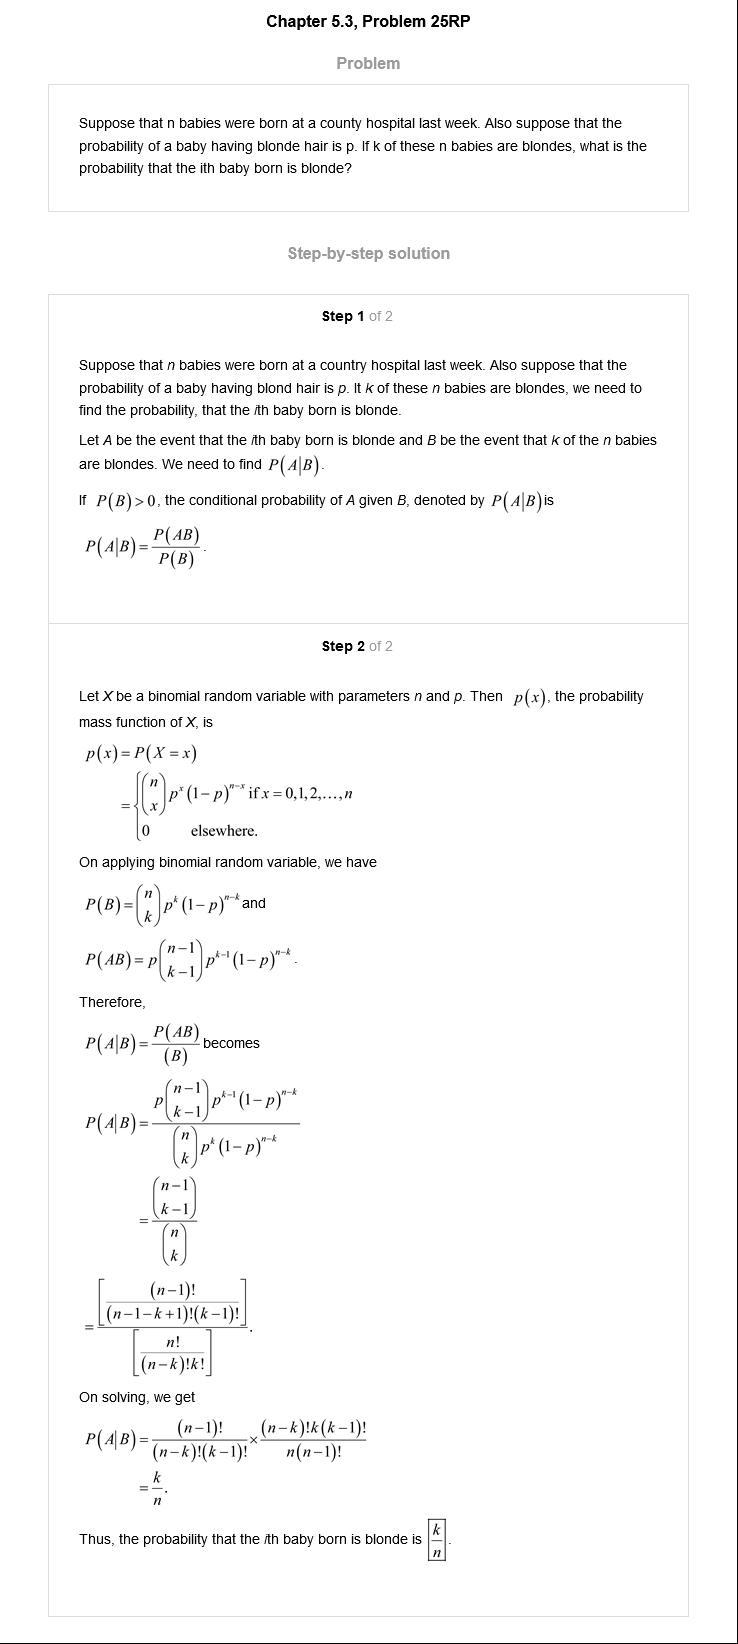 Chapter 5.3, Problem 25RP
Problem
Suppose that n babies were born at a county hospital last week. Also suppose that the
probability of a baby having blonde hair is p. If k of these n babies are blondes, what is the
probability that the ith baby born is blonde?
Step-by-step solution
Step 1 of 2
Suppose that n babies were born at a country hospital last week. Also suppose that the
probability of a baby having blond hair is p. It k of these n babies are blondes, we need to
find the probability, that the ith baby born is blonde.
Let A be the event that the ith baby born is blonde and B be the event that k of the n babies
are blondes. We need to find P(A|B).
If P(B)>0, the conditional probability of A given B, denoted by P(A|B)is
P(A|B)=\frac{P(AB)}{P(B)}.
Step 2 of 2
Let X be a binomial random variable with parameters n and p. Then p(x), the probability
mass function of X, is
p(x)=P(X=x)
=\begin{cases}\binom{n}{x}p^{x}(1-p)^{n-x} if x=0,1,2,...,n \\ 0 elsewhere.\end{cases}
On applying binomial random variable, we have
P(B)=\binom{n}{k}p^{k}(1-p)^{n-k} and
P(AB)=p\binom{n-1}{k-1}p^{k-1}(1-p)^{n-k}.
Therefore,
P(A|B)=\frac{P(AB)}{(B)} becomes
P(A|B)=\frac{p\binom{n-1}{k-1}p^{k-1}(1-p)^{n-k}}{\binom{n}{k}p^{k}(1-p)^{n-k}}
=\frac{\binom{n-1}{k-1}}{\binom{n}{k}}
=\frac{\left[\frac{(n-1)!}{(n-1-k+1)!(k-1)!}\right]}{\left[\frac{n!}{(n-k)!k!}\right]}.
On solving, we get
P(A|B)=\frac{(n-1)!}{(n-k)!(k-1)!}×\frac{(n-k)!k(k-1)!}{n(n-1)!}
=\frac{k}{n}.
Thus, the probability that the ith baby born is blonde is \boxed{\frac{k}{n}}.